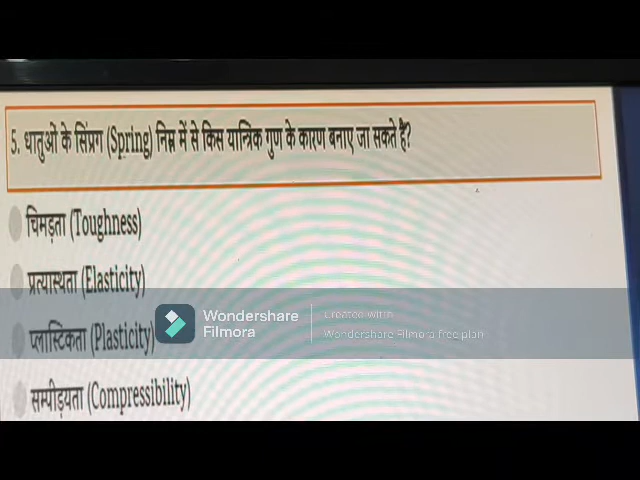 5. धातुओं के सिंप्रग (Spring) निम्न में से किस यान्त्रिक गुण के कारण बनाए जा सकते है?
चिमड़ता (Toughness)
प्रत्यास्थता (Elasticity)
Wondershare
Filmora
Created with
Wondershare Filmora free plan
प्लास्टिकता (Plasticity)
सम्पीड़यता (Compressibility)